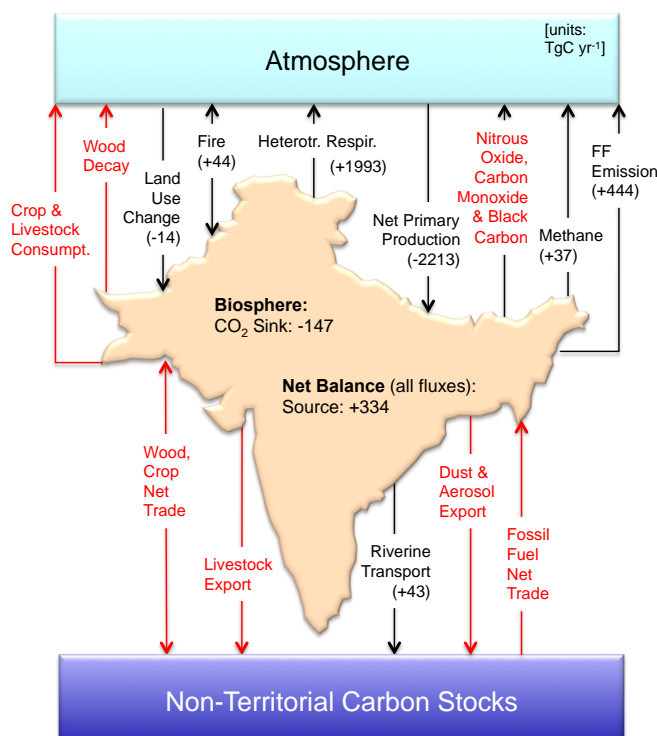 [units:
TgC yr⁻¹]
Atmosphere
Crop &
Livestock
Consumpt.
Wood
Decay
Land
Use
Change
(-14)
Fire
(+44)
Heterotr. Respir.
(+1993)
Net Primary
Production
(-2213)
Nitrous
Oxide,
Carbon
Monoxide
& Black
Carbon
Methane
(+37)
FF
Emission
(+444)
Biosphere:
CO₂ Sink: -147
Net Balance (all fluxes):
Source: +334
Wood,
Crop
Net
Trade
Livestock
Export
Riverine
Transport
(+43)
Dust &
Aerosol
Export
Fossil
Fuel
Net
Trade
Non-Territorial Carbon Stocks